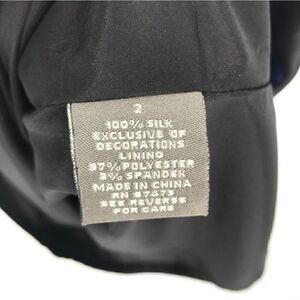 2
100% SILK
EXCLUSIVE OF
DECORATIONS
LINING
97% POLYESTER
3% SPANDEX
MADE IN CHINA
RN 57473
SEE REVERSE
FOR CARE